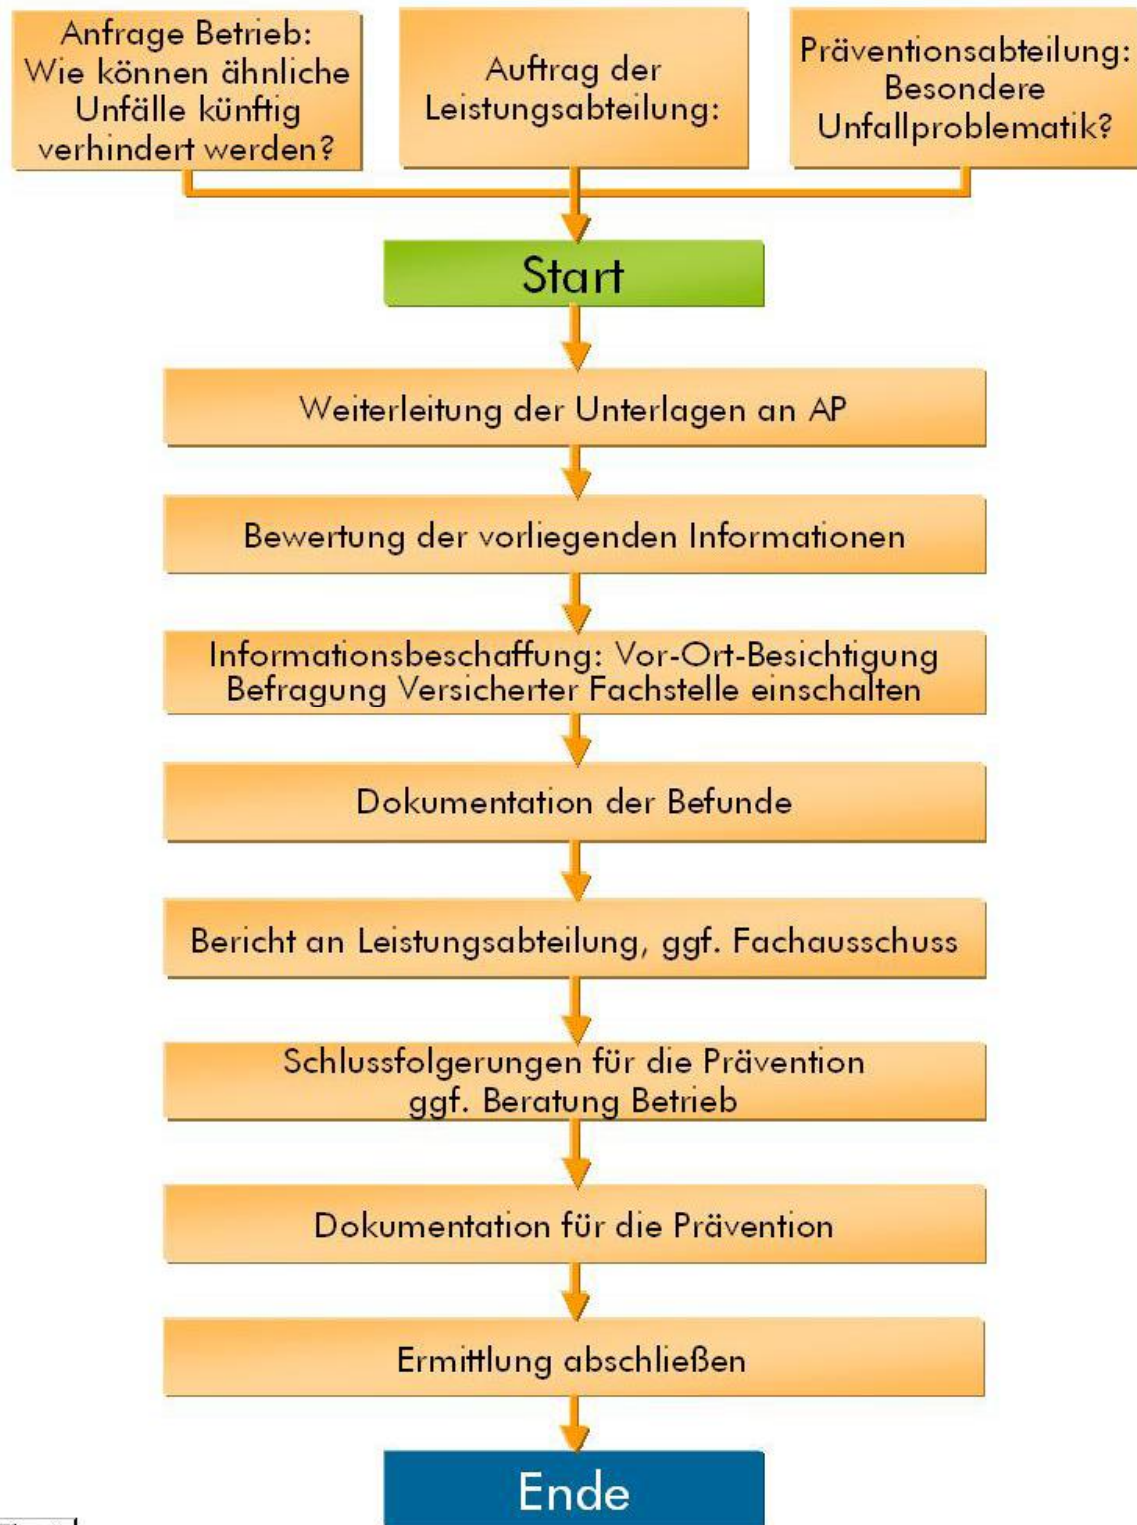 Anfrage Betrieb:
Wie können ähnliche
Unfälle künftig
verhindert werden?
Auftrag der
Leistungsabteilung:
Präventionsabteilung:
Besondere
Unfallproblematik?
Start
Weiterleitung der Unterlagen an AP
Bewertung der vorliegenden Informationen
Informationsbeschaffung: Vor-Ort-Besichtigung
Befragung Versicherter Fachstelle einschalten
Dokumentation der Befunde
Bericht an Leistungsabteilung, ggf. Fachausschuss
Schlussfolgerungen für die Prävention
ggf. Beratung Betrieb
Dokumentation für die Prävention
Ermittlung abschließen
Ende